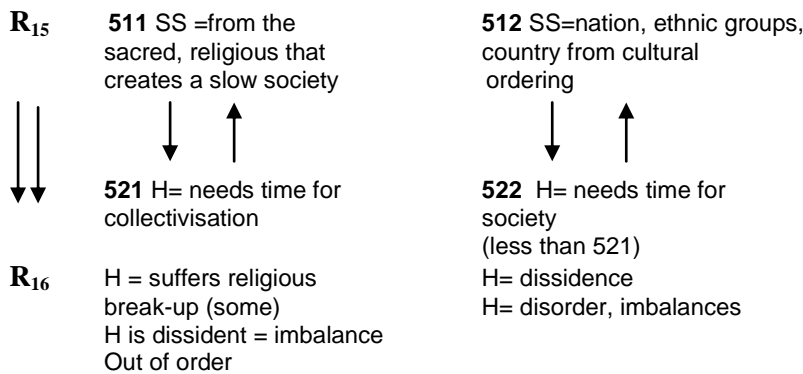 R15
511 SS =from the
sacred, religious that
creates a slow society
512 SS=nation, ethnic groups,
country from cultural
ordering
521 H= needs time for
collectivisation
522 H= needs time for
society
(less than 521)
R16
H = suffers religious
break-up (some)
H is dissident = imbalance
Out of order
H= dissidence
H= disorder, imbalances